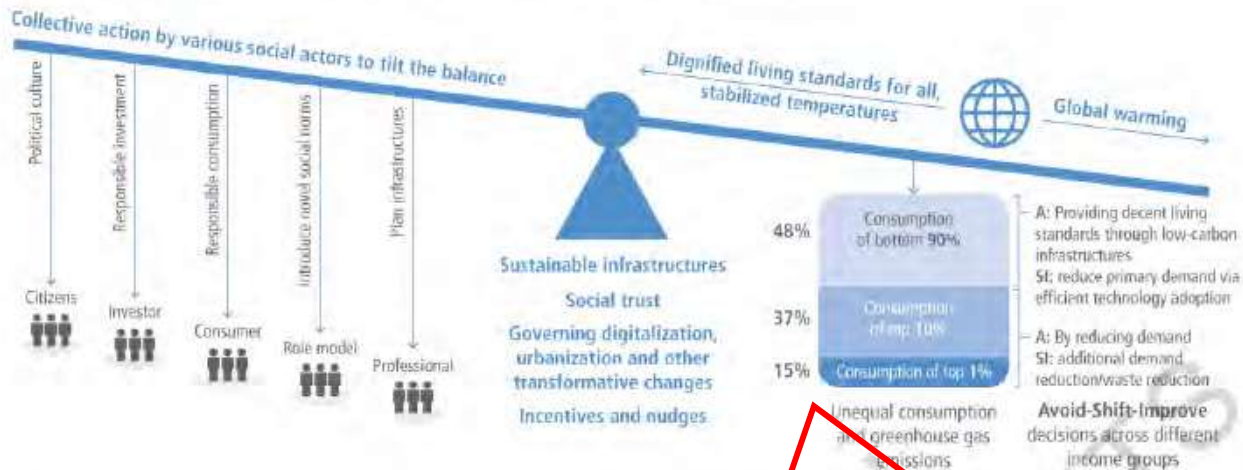 Collective action by various social actors to tilt the balance
Dignified living standards for all,
stabilized temperatures
Global warming
Political culture
Responsible investment
Responsible consumption
Introduce novel social norms
Plan infrastructures
Citizens
Investor
Consumer
Role model
Professional
Sustainable infrastructures
Social trust
Governing digitalization,
urbanization and other
transformative changes
Incentives and nudges
48%
37%
15%
Consumption
of bottom 90%
Consumption
of top 10%
Consumption of top 1%
A: Providing decent living
standards through low-carbon
infrastructures
SI: reduce primary demand via
efficient technology adoption
A: By reducing demand
SI: additional demand
reduction/waste reduction
Unequal consumption
and greenhouse gas
emissions
Avoid-Shift-Improve
decisions across different
income groups